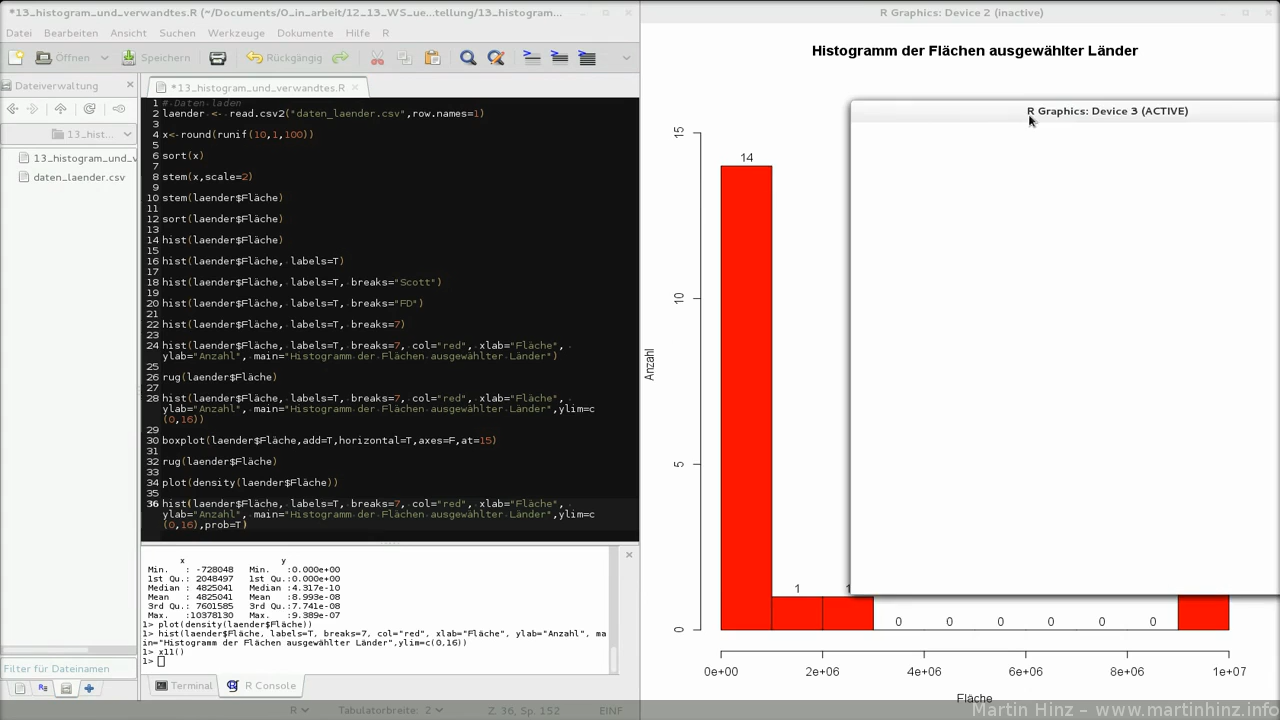 *13_histogram_und_verwandtes.R (~/Documents/O_in_arbeit/12_13_WS_ue...tellung/13_histogram...
Datei Bearbeiten Ansicht Suchen Werkzeuge Dokumente Hilfe R
Öffnen Speichern Rückgängig
Dateiverwaltung
13_hist...
13_histogram_und_v
daten_laender.csv
Filter für Dateinamen
*13_histogram_und_verwandtes.R
1 # Daten laden
2 laender <- read.csv2("daten_laender.csv",row.names=1)
3
4 x<-round(runif(10,1,100))
5
6 sort(x)
7
8 stem(x,scale=2)
9
10 stem(laender$Fläche)
11
12 sort(laender$Fläche)
13
14 hist(laender$Fläche)
15
16 hist(laender$Fläche, labels=T)
17
18 hist(laender$Fläche, labels=T, breaks="Scott")
19
20 hist(laender$Fläche, labels=T, breaks="FD")
21
22 hist(laender$Fläche, labels=T, breaks=7)
23
24 hist(laender$Fläche, labels=T, breaks=7, col="red", xlab="Fläche",
ylab="Anzahl", main="Histogramm der Flächen ausgewählter Länder")
25
26 rug(laender$Fläche)
27
28 hist(laender$Fläche, labels=T, breaks=7, col="red", xlab="Fläche",
ylab="Anzahl", main="Histogramm der Flächen ausgewählter Länder",ylim=c
(0,16))
29
30 boxplot(laender$Fläche,add=T,horizontal=T,axes=F,at=15)
31
32 rug(laender$Fläche)
33
34 plot(density(laender$Fläche))
35
36 hist(laender$Fläche, labels=T, breaks=7, col="red", xlab="Fläche",
ylab="Anzahl", main="Histogramm der Flächen ausgewählter Länder",ylim=c
(0,16),prob=T)
x y
Min. : -728048 Min. :0.000e+00
1st Qu.: 2048497 1st Qu.:0.000e+00
Median : 4825041 Median :4.317e-10
Mean : 4825041 Mean :8.993e-08
3rd Qu.: 7601585 3rd Qu.:7.741e-08
Max. : 10378130 Max. :9.389e-07
1> plot(density(laender$Fläche))
1> hist(laender$Fläche, labels=T, breaks=7, col="red", xlab="Fläche", ylab="Anzahl", ma
in="Histogramm der Flächen ausgewählter Länder",ylim=c(0,16))
1> x11()
1>
Terminal R Console
R Tabulatorbreite: 2 Z. 36, Sp. 152 EINF
R Graphics: Device 2 (inactive)
Histogramm der Flächen ausgewählter Länder
R Graphics: Device 3 (ACTIVE)
15
14
10
Anzahl
5
1 1
0 0 0 0 0 0
0
0e+00 2e+06 4e+06 6e+06 8e+06 1e+07
Fläche
Martin Hinz - www.martinhinz.info